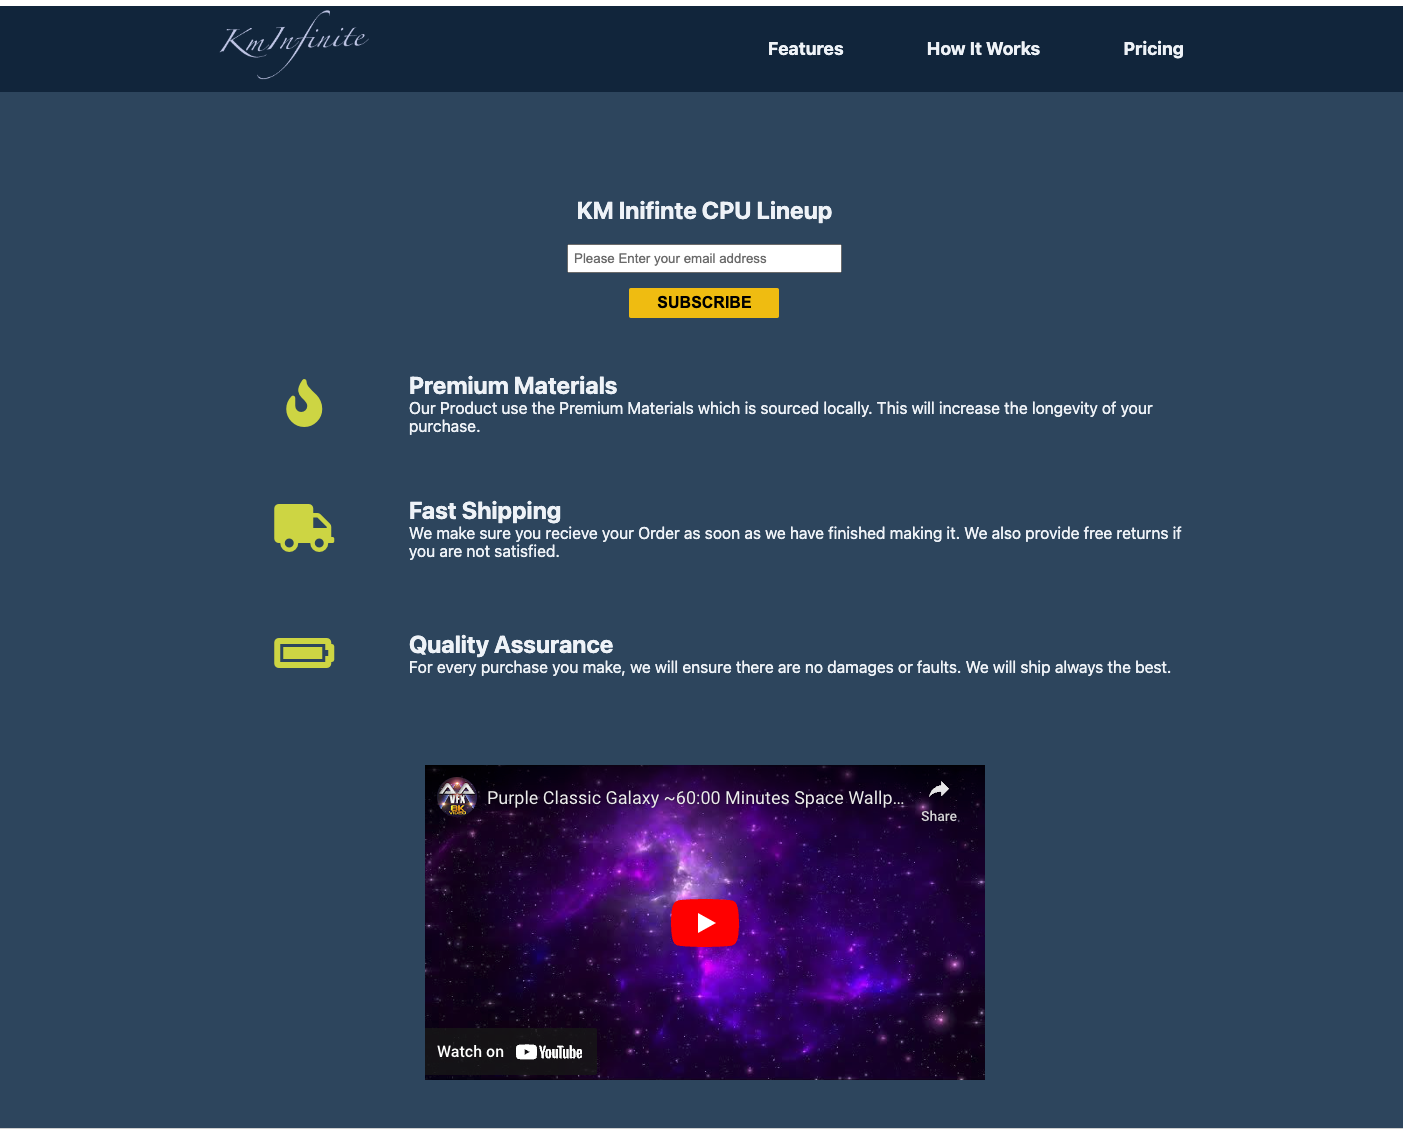 KmInfinite
Features
How It Works
Pricing
KM Inifinte CPU Lineup
Please Enter your email address
SUBSCRIBE
Premium Materials
Our Product use the Premium Materials which is sourced locally. This will increase the longevity of your
purchase.
Fast Shipping
We make sure you recieve your Order as soon as we have finished making it. We also provide free returns if
you are not satisfied.
Quality Assurance
For every purchase you make, we will ensure there are no damages or faults. We will ship always the best.
VFX
8K
VIDEO
Purple Classic Galaxy ~60:00 Minutes Space Wallp...
Share
Watch on YouTube